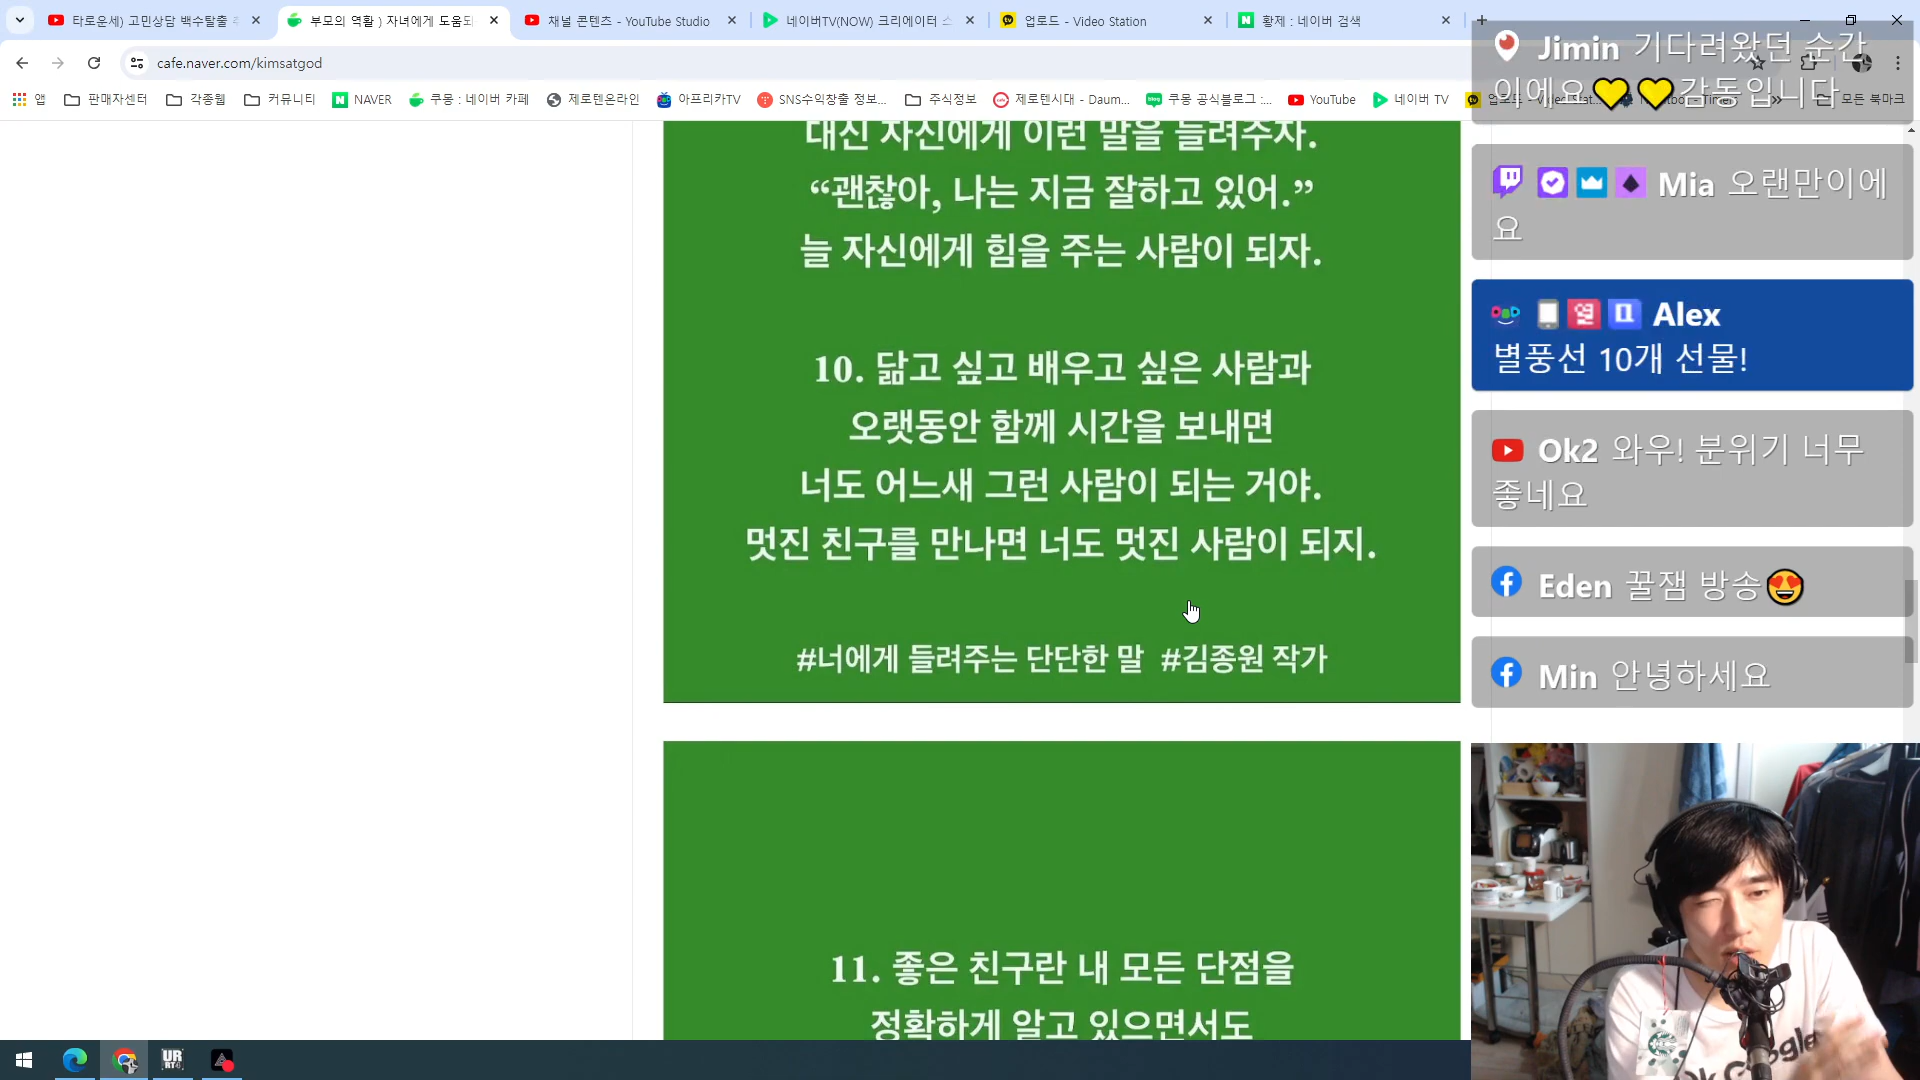 타로운세) 고민상담 백수탈출
부모의 역활 ) 자녀에게 도움되
채널 콘텐츠 - YouTube Studio
네이버TV(NOW) 크리에이터 스
업로드 - Video Station
황제 : 네이버 검색
cafe.naver.com/kimsatgod
앱
판매자센터
각종웹
커뮤니티
NAVER
쿠몽 : 네이버 카페
제로텐온라인
아프리카TV
SNS수익창출 정보...
주식정보
제로텐시대 - Daum...
쿠몽 공식블로그 :...
YouTube
네이버 TV
모든 북마크
대신 자신에게 이런 말을 들려주자.
“괜찮아, 나는 지금 잘하고 있어.”
늘 자신에게 힘을 주는 사람이 되자.
10. 닮고 싶고 배우고 싶은 사람과
오랫동안 함께 시간을 보내면
너도 어느새 그런 사람이 되는 거야.
멋진 친구를 만나면 너도 멋진 사람이 되지.
#너에게 들려주는 단단한 말 #김종원 작가
11. 좋은 친구란 내 모든 단점을
정확하게 알고 있으면서도
Jimin 기다려왔던 순간
이에요💛💛감동입니다
Mia 오랜만이에
요
열 Alex
별풍선 10개 선물!
Ok2 와우! 분위기 너무
좋네요
Eden 꿀잼 방송😍
Min 안녕하세요
UR
Ok Google